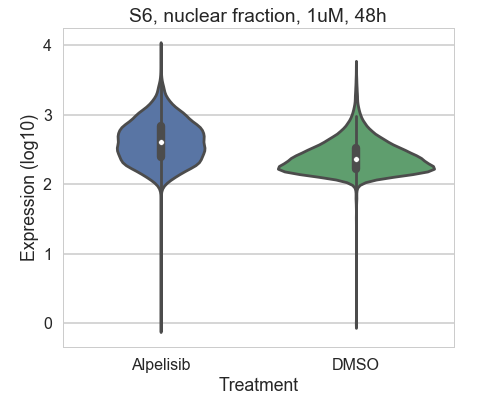 S6, nuclear fraction, 1uM, 48h
Expression (log10)
4
3
2
1
0
Alpelisib
DMSO
Treatment